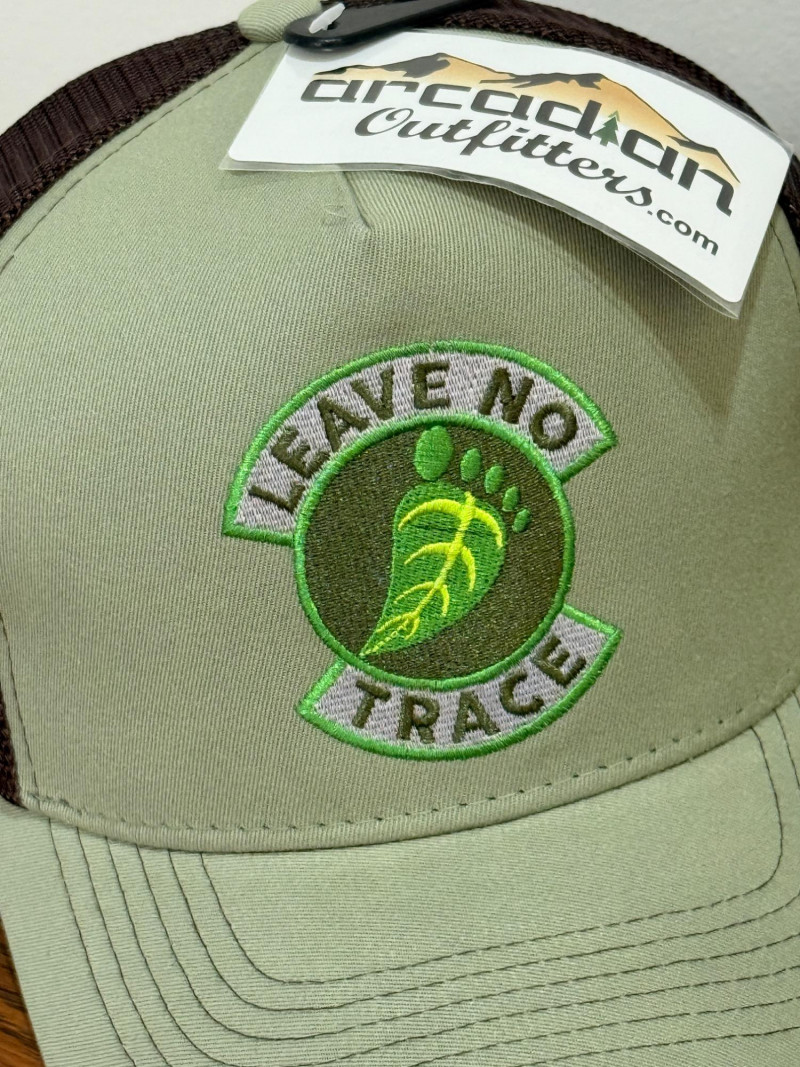 arcadian
Outfitters.com
LEAVE NO
TRACE